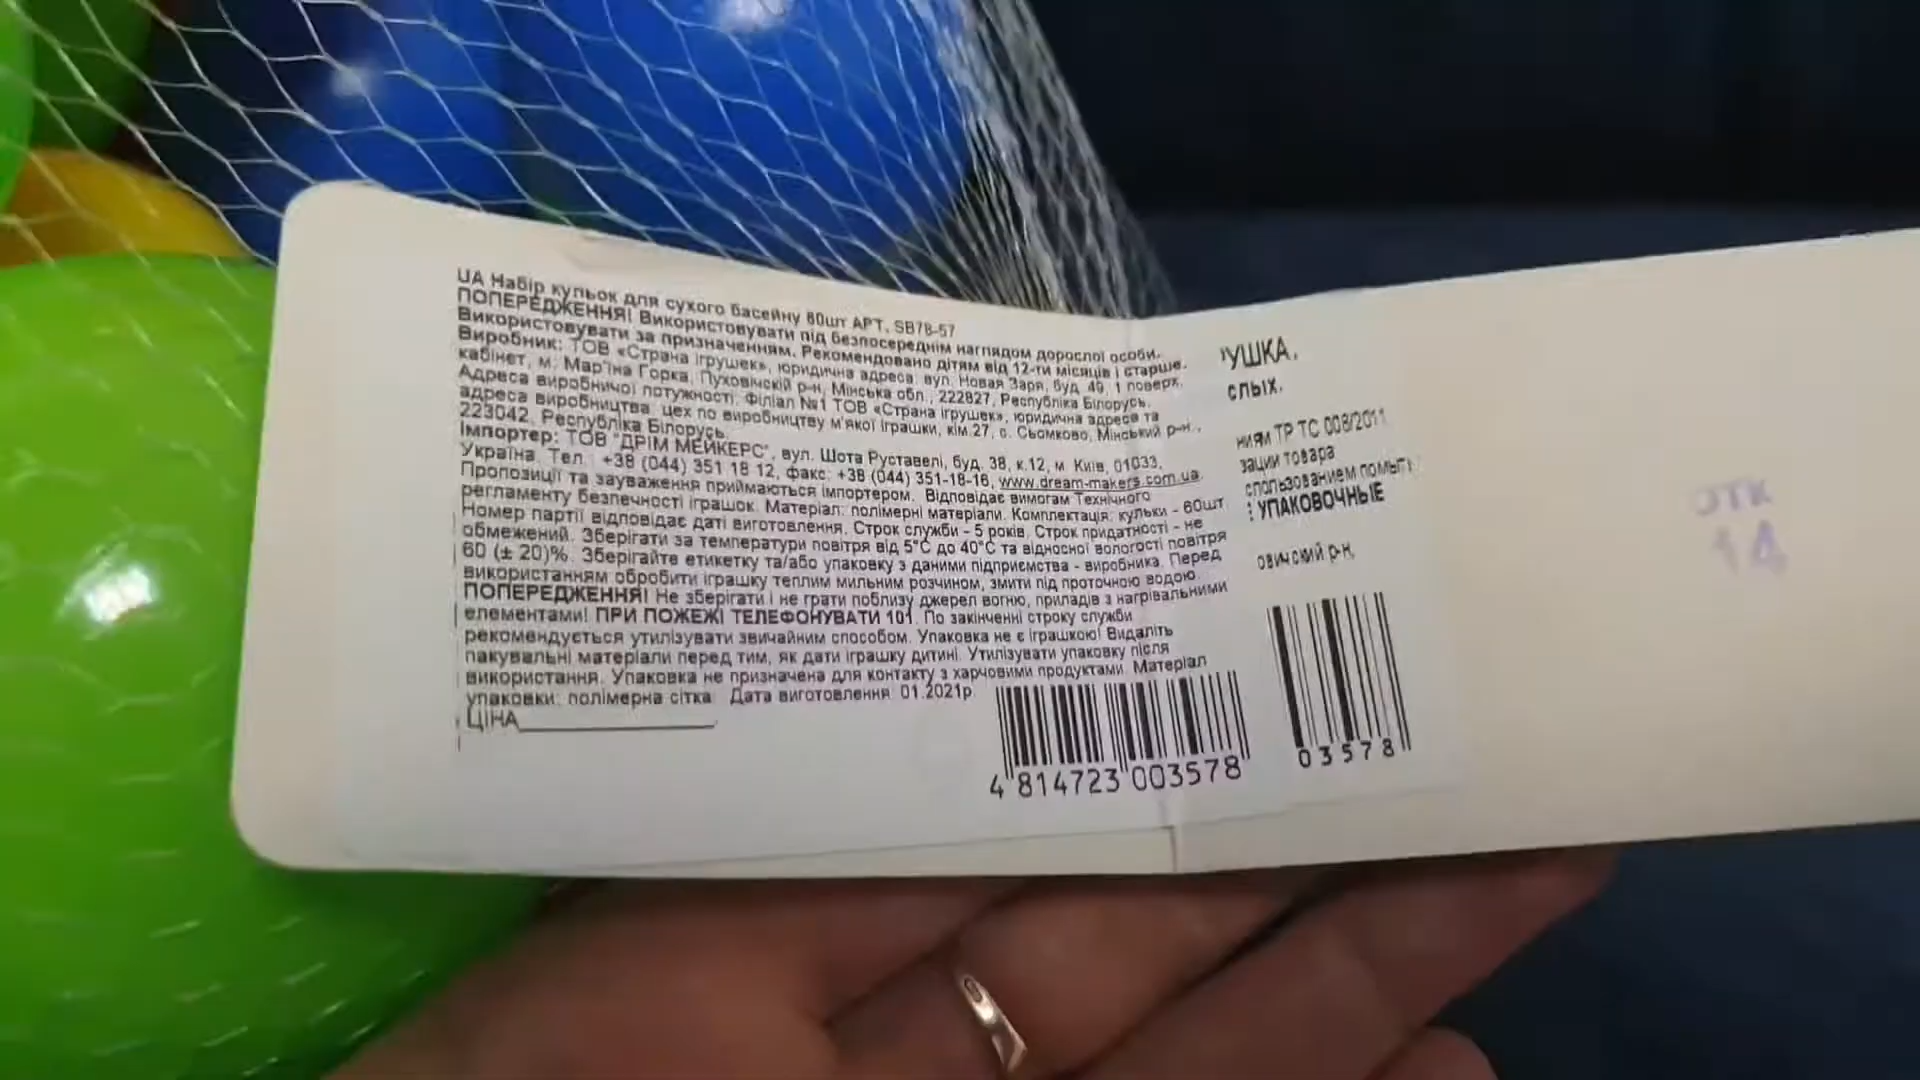 UA Набір кульок для сухого басейну 60шт АРТ. SB78-57
ПОПЕРЕДЖЕННЯ! Використовувати під безпосереднім наглядом дорослої особи.
Використовувати за призначенням. Рекомендовано дітям від 12-ти місяців і старше.
Виробник: ТОВ «Страна ігрушек», юридична адреса: вул. Новая Заря, буд. 49, 1 поверх,
кабінет, м. Мар'їна Горка, Пуховічскій р-н, Мінська обл., 222827, Республіка Білорусь.
Адреса виробничої потужності: Філіал №1 ТОВ «Страна ігрушек», юридична адреса та
адреса виробництва: цех по виробництву м'якої іграшки, кім.27, с. Сьомково, Мінський р-н.,
223042, Республіка Білорусь.
Імпортер: ТОВ "ДРІМ МЕЙКЕРС", вул. Шота Руставелі, буд. 38, к.12, м. Київ, 01033,
Україна. Тел.: +38 (044) 351 18 12, факс: +38 (044) 351-18-16, www.dream-makers.com.ua.
Пропозиції та зауваження приймаються імпортером. Відповідає вимогам Технічного
регламенту безпечності іграшок. Матеріал: полімерні матеріали. Комплектація: кульки - 60шт
Номер партії відповідає даті виготовлення. Строк служби - 5 років. Строк придатності - не
обмежений. Зберігати за температури повітря від 5°С до 40°С та відносної вологості повітря
60 (± 20)%. Зберігайте етикетку та/або упаковку з даними підприємства - виробника. Перед
використанням обробити іграшку теплим мильним розчином, змити під проточною водою.
ПОПЕРЕДЖЕННЯ! Не зберігати і не грати поблизу джерел вогню, приладів з нагрівальними
елементами! ПРИ ПОЖЕЖІ ТЕЛЕФОНУВАТИ 101. По закінченні строку служби
рекомендується утилізувати звичайним способом. Упаковка не є іграшкою! Видаліть
пакувальні матеріали перед тим, як дати іграшку дитині. Утилізувати упаковку після
використання. Упаковка не призначена для контакту з харчовими продуктами. Матеріал
упаковки: полімерна сітка. Дата виготовлення: 01.2021р.
ЦІНА
4 814723 003578
УШКА.
слых.
ниям ТР ТС 008/2011
зации товара
спользованием помыть
УПАКОВОЧНЫЕ
овичский р-н,
03578
ОТК
14